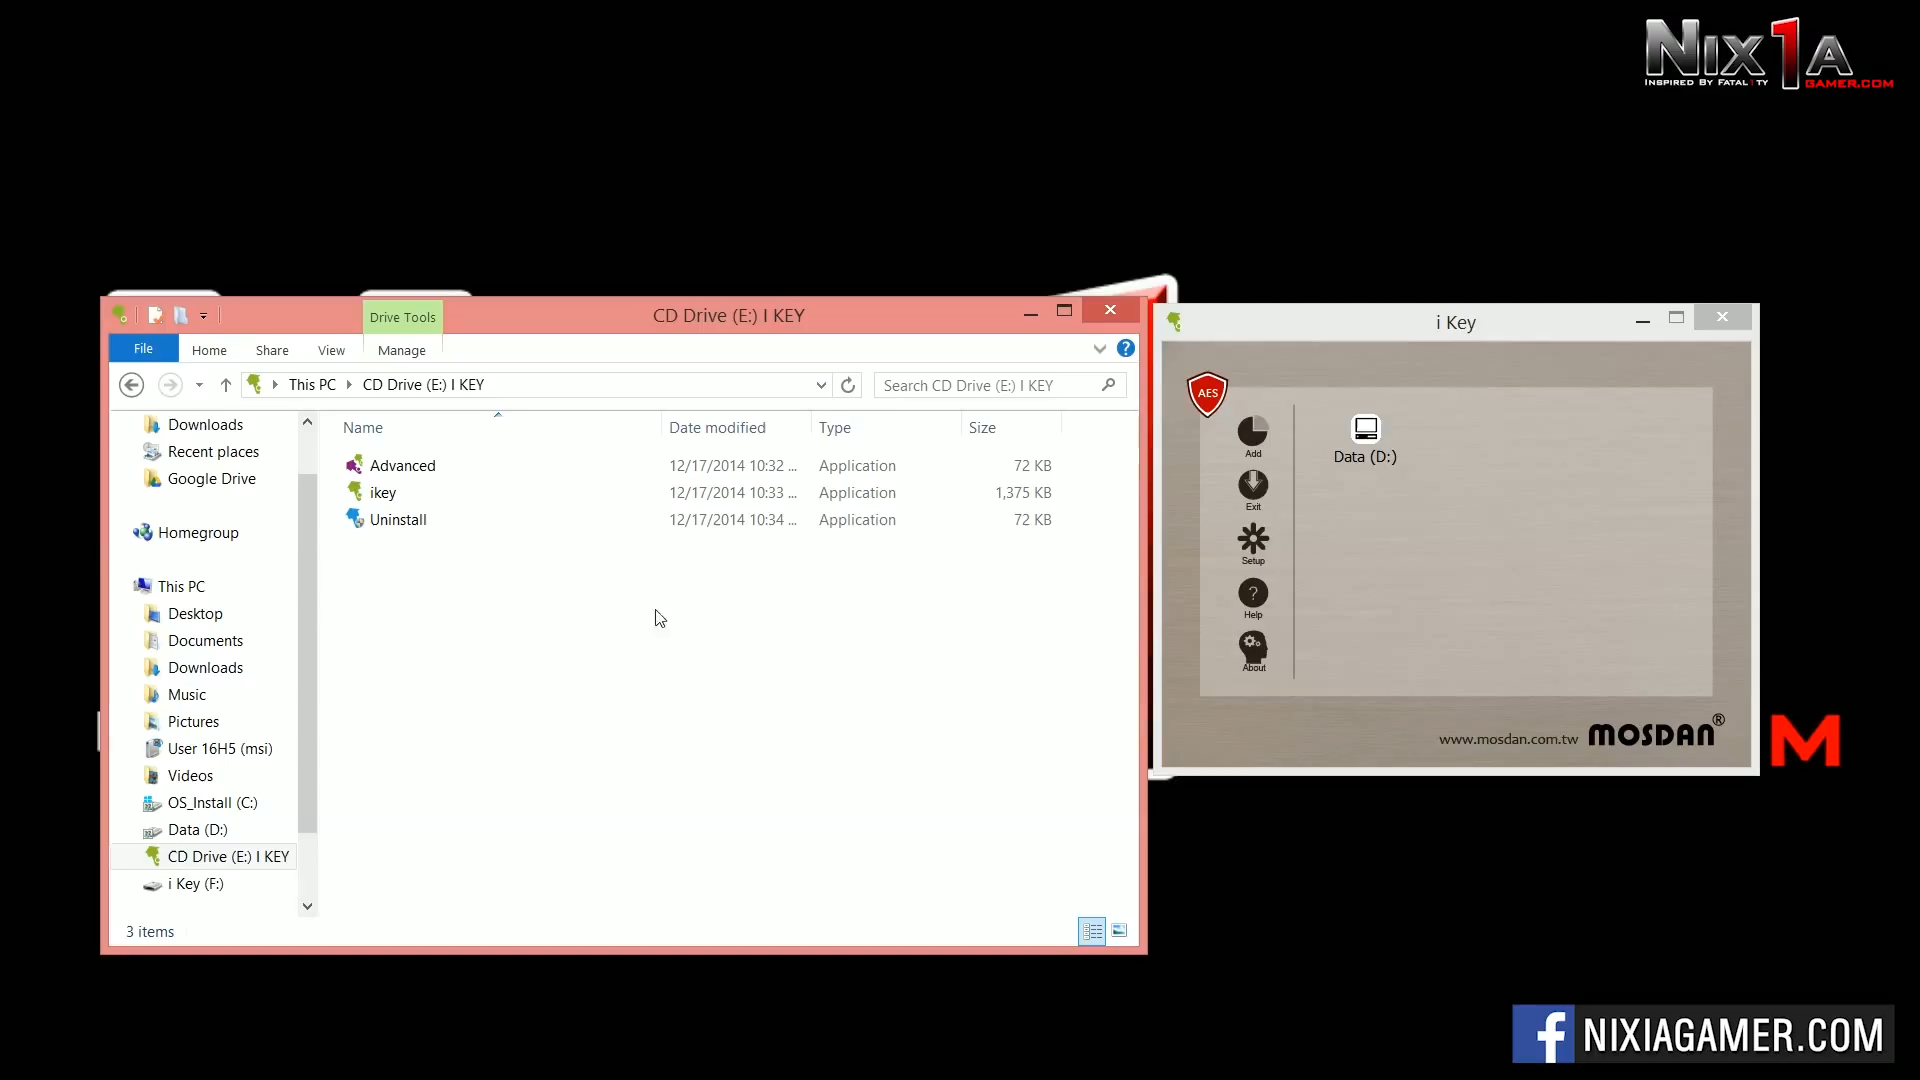 Nix1A
INSPIRED BY FATAL1TY GAMER.COM
Drive Tools
CD Drive (E:) I KEY
File
Home
Share
View
Manage
This PC
CD Drive (E:) I KEY
Search CD Drive (E:) I KEY
Downloads
Recent places
Google Drive
Homegroup
This PC
Desktop
Documents
Downloads
Music
Pictures
User 16H5 (msi)
Videos
OS_Install (C:)
Data (D:)
CD Drive (E:) I KEY
i Key (F:)
Name
Date modified
Type
Size
Advanced
12/17/2014 10:32 ...
Application
72 KB
ikey
12/17/2014 10:33 ...
Application
1,375 KB
Uninstall
12/17/2014 10:34 ...
Application
72 KB
3 items
i Key
AES
Add
Exit
Setup
?
Help
About
Data (D:)
www.mosdan.com.tw MOSDAN®
M
f NIXIAGAMER.COM